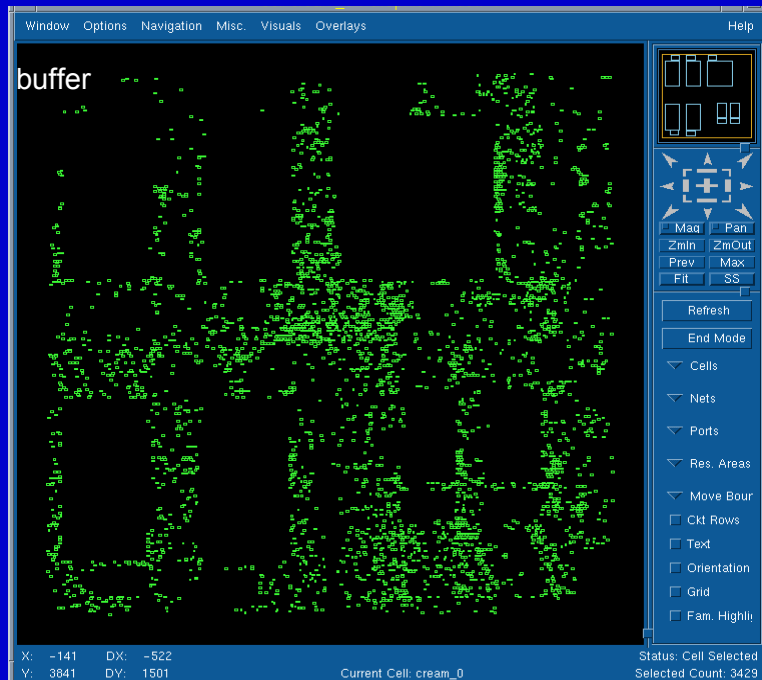 Window Options Navigation Misc. Visuals Overlays Help
buffer
Mag Pan
ZmIn ZmOut
Prev Max
Fit SS
Refresh
End Mode
Cells
Nets
Ports
Res. Areas
Move Bour
Ckt Rows
Text
Orientation
Grid
Fam. Highli
X: -141 DX: -522 Status: Cell Selected
Y: 3841 DY: 1501 Current Cell: cream_0 Selected Count: 3429